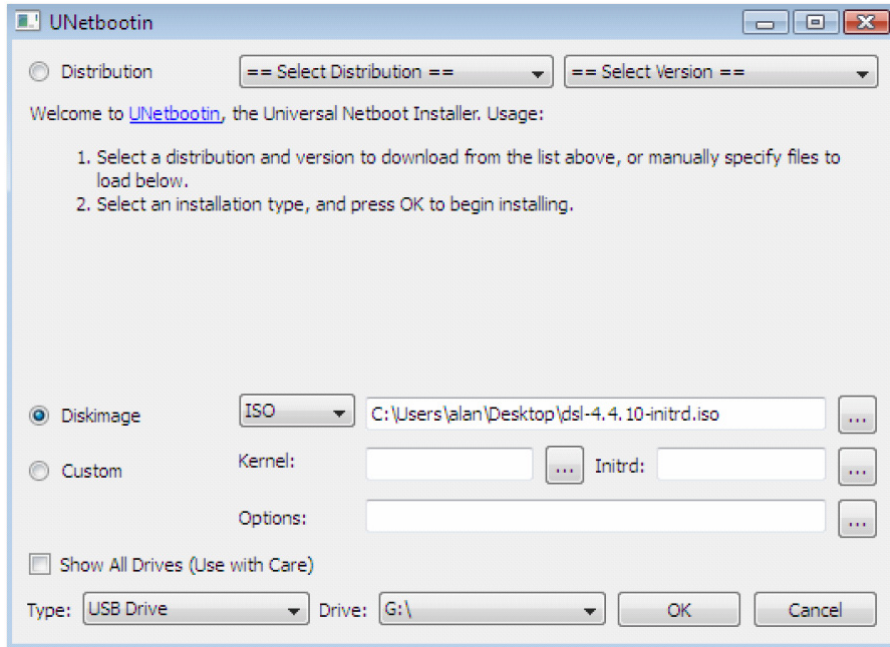 UNetbootin
Distribution == Select Distribution == == Select Version ==
Welcome to UNetbootin, the Universal Netboot Installer. Usage:
1. Select a distribution and version to download from the list above, or manually specify files to
load below.
2. Select an installation type, and press OK to begin installing.
Diskimage ISO C:\Users\alan\Desktop\dsl-4.4.10-initrd.iso ...
Custom Kernel: ... Initrd: ...
Options: ...
Show All Drives (Use with Care)
Type: USB Drive Drive: G:\ OK Cancel